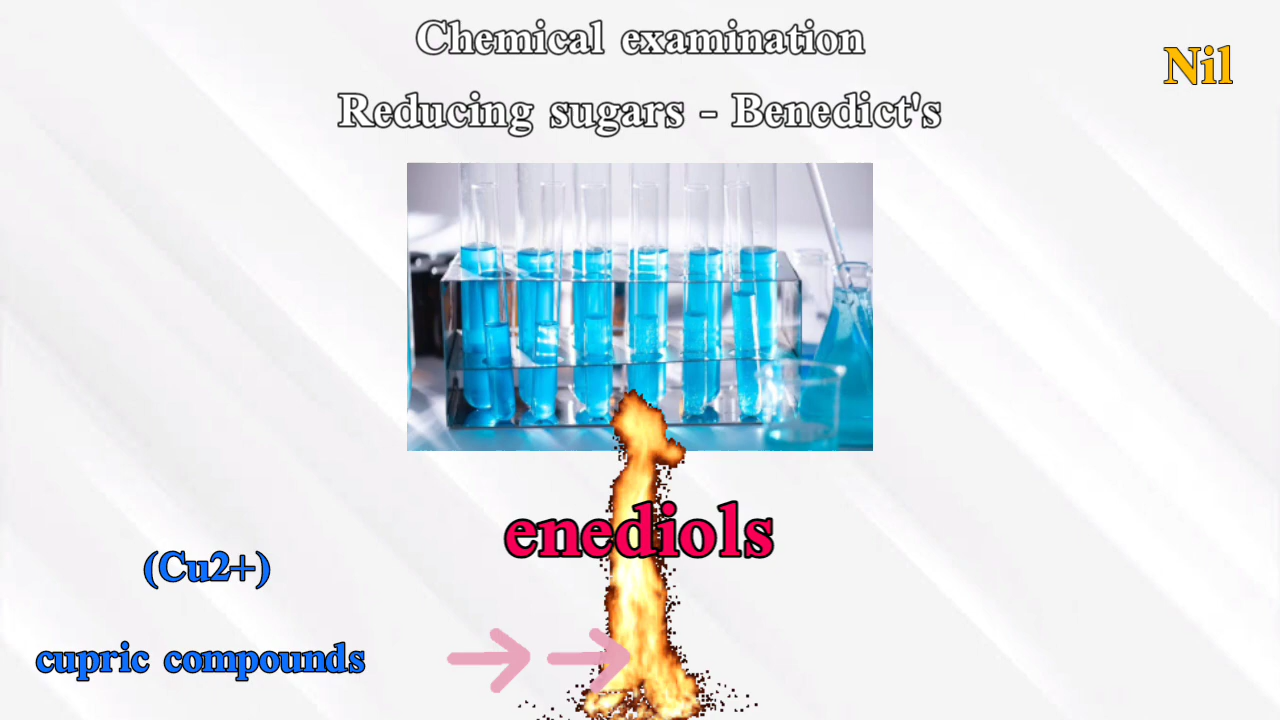 Chemical examination
Nil
Reducing sugars - Benedict's
enediols
(Cu2+)
cupric compounds